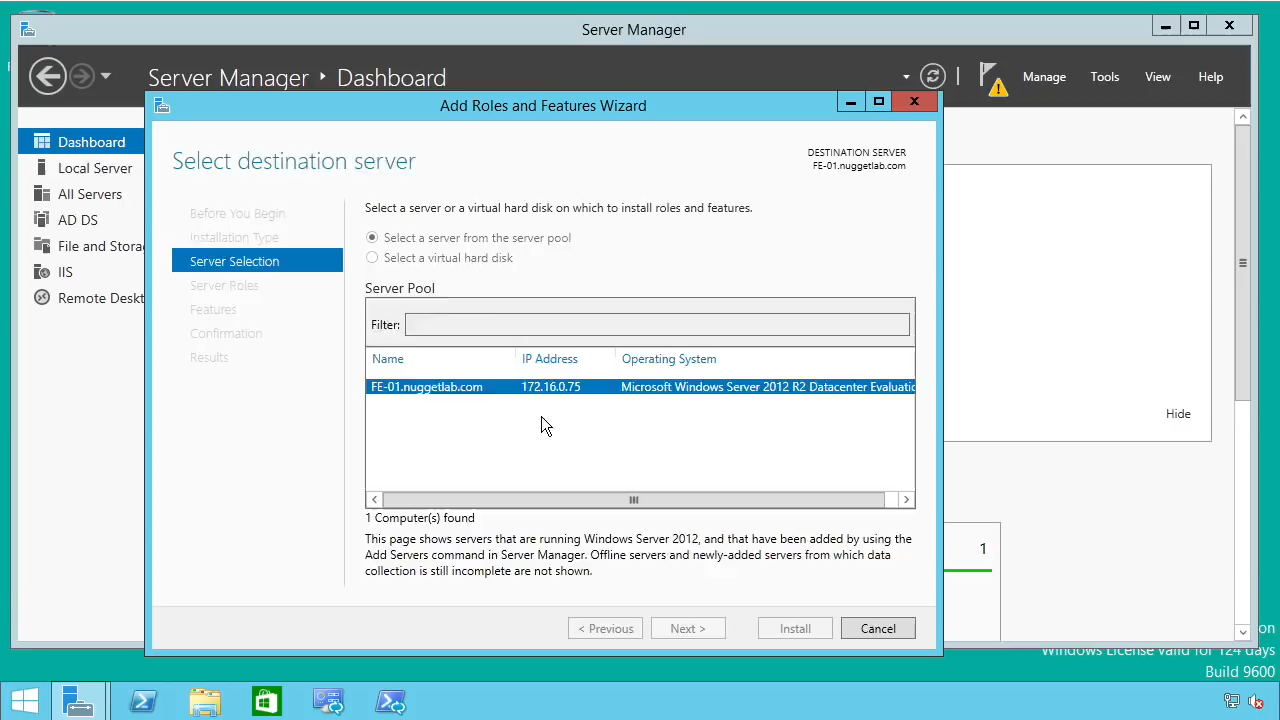 Server Manager
Server Manager ‣ Dashboard
Manage Tools View Help
Add Roles and Features Wizard
Dashboard
Local Server
All Servers
AD DS
File and Stora
IIS
Remote Deskt
Select destination server
DESTINATION SERVER
FE-01.nuggetlab.com
Before You Begin
Installation Type
Server Selection
Server Roles
Features
Confirmation
Results
Select a server or a virtual hard disk on which to install roles and features.
Select a server from the server pool
Select a virtual hard disk
Server Pool
Filter:
Name IP Address Operating System
FE-01.nuggetlab.com 172.16.0.75 Microsoft Windows Server 2012 R2 Datacenter Evaluatio
1 Computer(s) found
This page shows servers that are running Windows Server 2012, and that have been added by using the
Add Servers command in Server Manager. Offline servers and newly-added servers from which data
collection is still incomplete are not shown.
< Previous Next > Install Cancel
Hide
1
on
Windows License valid for 124 days
Build 9600